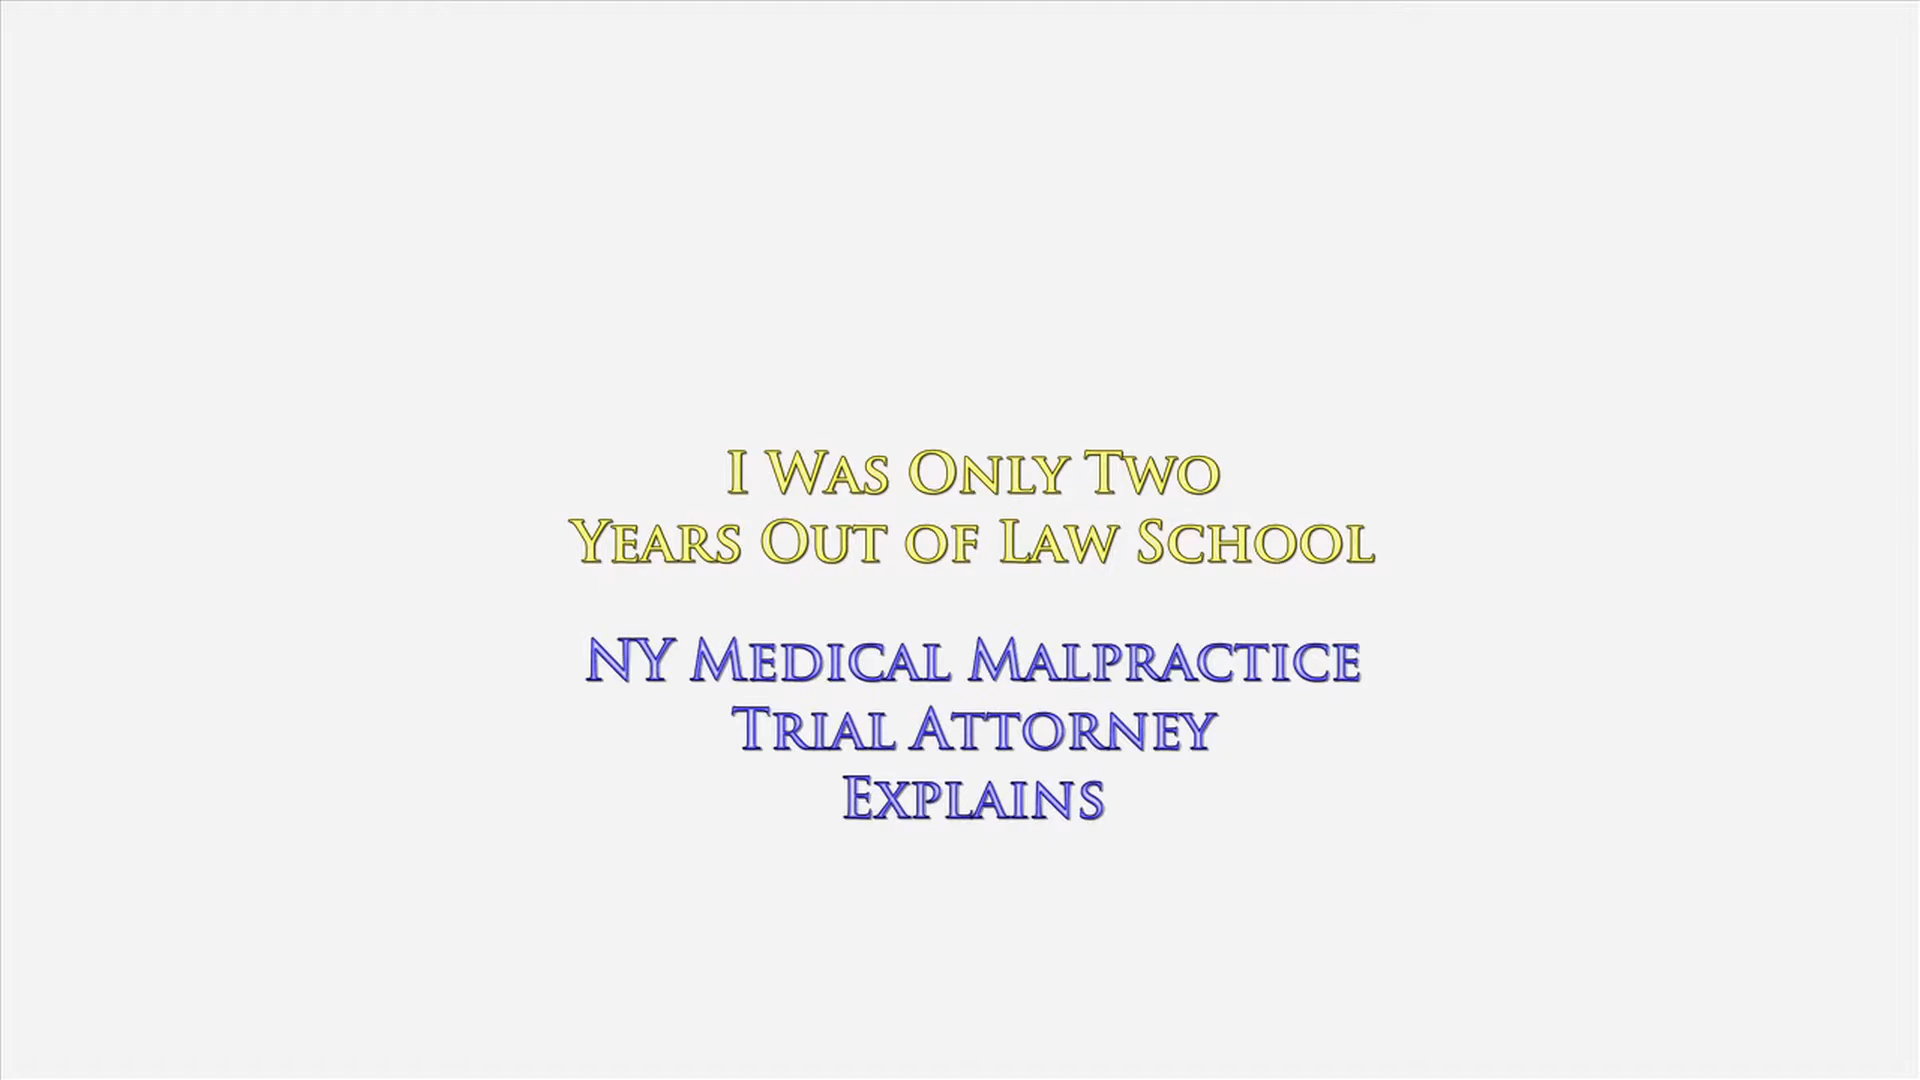 I Was Only Two
Years Out of Law School
NY Medical Malpractice
Trial Attorney
Explains